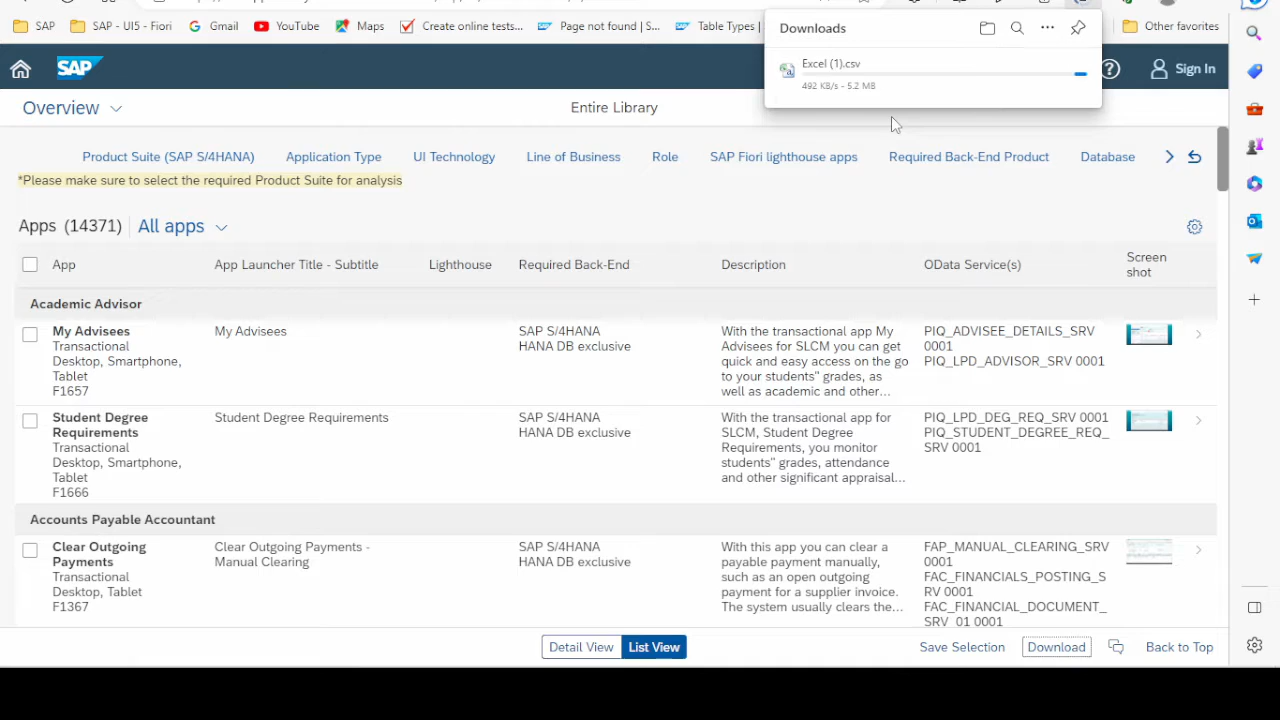 SAP
SAP - UI5 - Fiori
Gmail
YouTube
Maps
Create online tests...
Page not found | S...
Table Types |
Other favorites
Downloads
Excel (1).csv
492 KB/s - 5.2 MB
SAP
Sign In
Overview
Entire Library
Product Suite (SAP S/4HANA)
Application Type
UI Technology
Line of Business
Role
SAP Fiori lighthouse apps
Required Back-End Product
Database
*Please make sure to select the required Product Suite for analysis
Apps (14371)
All apps
App
App Launcher Title - Subtitle
Lighthouse
Required Back-End
Description
OData Service(s)
Screen
shot
Academic Advisor
My Advisees
Transactional
Desktop, Smartphone,
Tablet
F1657
My Advisees
SAP S/4HANA
HANA DB exclusive
With the transactional app My
Advisees for SLCM you can get
quick and easy access on the go
to your students" grades, as
well as academic and other...
PIQ_ADVISEE_DETAILS_SRV
0001
PIQ_LPD_ADVISOR_SRV 0001
Student Degree
Requirements
Transactional
Desktop, Smartphone,
Tablet
F1666
Student Degree Requirements
SAP S/4HANA
HANA DB exclusive
With the transactional app for
SLCM, Student Degree
Requirements, you monitor
students" grades, attendance
and other significant appraisal...
PIQ_LPD_DEG_REQ_SRV 0001
PIQ_STUDENT_DEGREE_REQ_
SRV 0001
Accounts Payable Accountant
Clear Outgoing
Payments
Transactional
Desktop, Tablet
F1367
Clear Outgoing Payments -
Manual Clearing
SAP S/4HANA
HANA DB exclusive
With this app you can clear a
payable payment manually,
such as an open outgoing
payment for a supplier invoice.
The system usually clears the...
FAP_MANUAL_CLEARING_SRV
0001
FAC_FINANCIALS_POSTING_S
RV 0001
FAC_FINANCIAL_DOCUMENT_
SRV_01 0001
Detail View
List View
Save Selection
Download
Back to Top